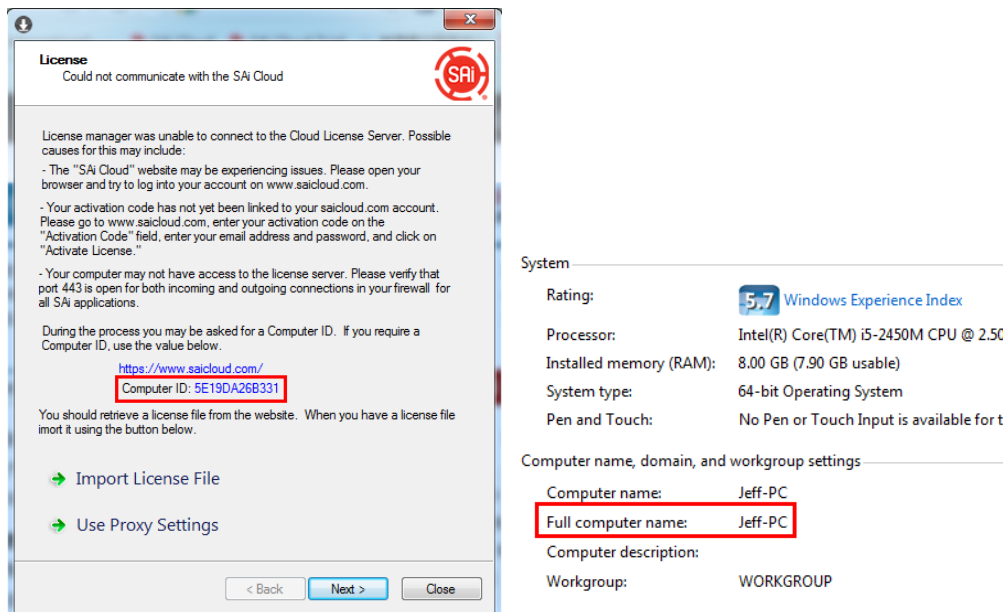 License
Could not communicate with the SAi Cloud
SAi
License manager was unable to connect to the Cloud License Server. Possible
causes for this may include:
- The "SAi Cloud" website may be experiencing issues. Please open your
browser and try to log into your account on www.saicloud.com.
- Your activation code has not yet been linked to your saicloud.com account.
Please go to www.saicloud.com, enter your activation code on the
"Activation Code" field, enter your email address and password, and click on
"Activate License."
- Your computer may not have access to the license server. Please verify that
port 443 is open for both incoming and outgoing connections in your firewall for
all SAi applications.
During the process you may be asked for a Computer ID. If you require a
Computer ID, use the value below.
https://www.saicloud.com/
Computer ID: 5E19DA26B331
You should retrieve a license file from the website. When you have a license file
imort it using the button below.
Import License File
Use Proxy Settings
< Back Next > Close
System
Rating: 5,7 Windows Experience Index
Processor: Intel(R) Core(TM) i5-2450M CPU @ 2.50
Installed memory (RAM): 8.00 GB (7.90 GB usable)
System type: 64-bit Operating System
Pen and Touch: No Pen or Touch Input is available for t
Computer name, domain, and workgroup settings
Computer name: Jeff-PC
Full computer name: Jeff-PC
Computer description:
Workgroup: WORKGROUP